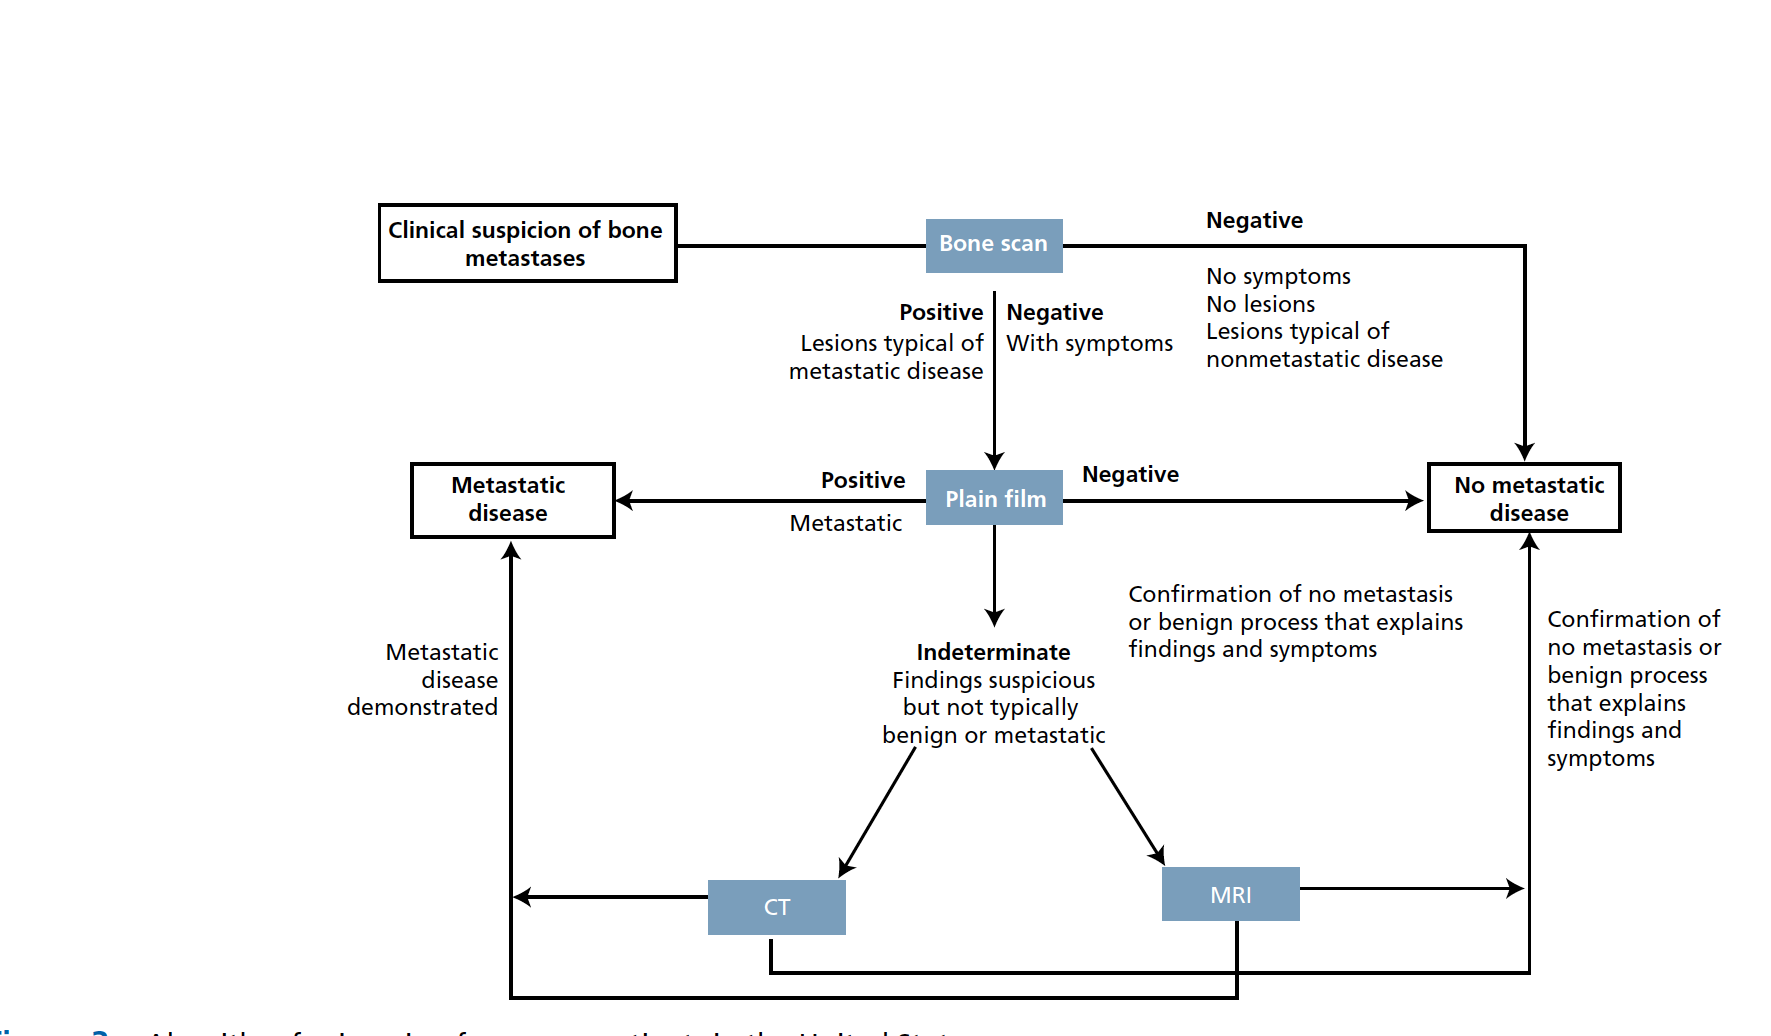 Clinical suspicion of bone
metastases
Bone scan
Negative
No symptoms
No lesions
Lesions typical of
nonmetastatic disease
Positive
Lesions typical of
metastatic disease
Negative
With symptoms
Metastatic
disease
Positive
Metastatic
Plain film
Negative
No metastatic
disease
Confirmation of no metastasis
or benign process that explains
findings and symptoms
Confirmation of
no metastasis or
benign process
that explains
findings and
symptoms
Metastatic
disease
demonstrated
Indeterminate
Findings suspicious
but not typically
benign or metastatic
CT
MRI